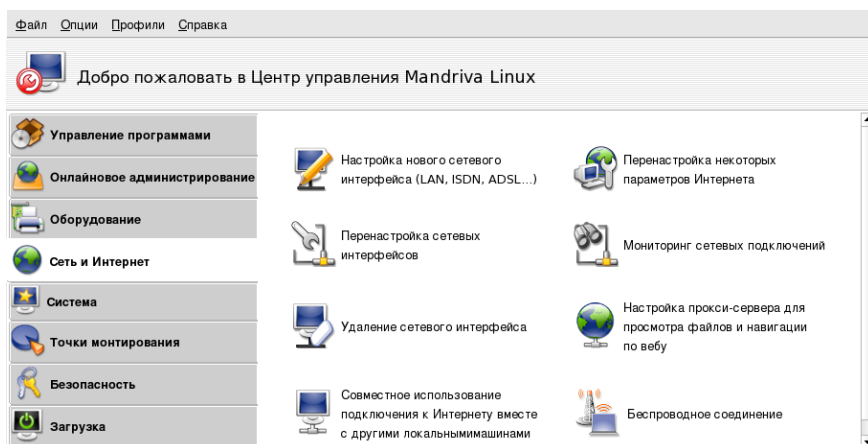 Файл Опции Профили Справка
Добро пожаловать в Центр управления Mandriva Linux
Управление программами
Онлайновое администрирование
Оборудование
Сеть и Интернет
Система
Точки монтирования
Безопасность
Загрузка
Настройка нового сетевого
интерфейса (LAN, ISDN, ADSL...)
Перенастройка некоторых
параметров Интернета
Перенастройка сетевых
интерфейсов
Мониторинг сетевых подключений
Удаление сетевого интерфейса
Настройка прокси-сервера для
просмотра файлов и навигации
по вебу
Совместное использование
подключения к Интернету вместе
с другими локальнымимашинами
Беспроводное соединение